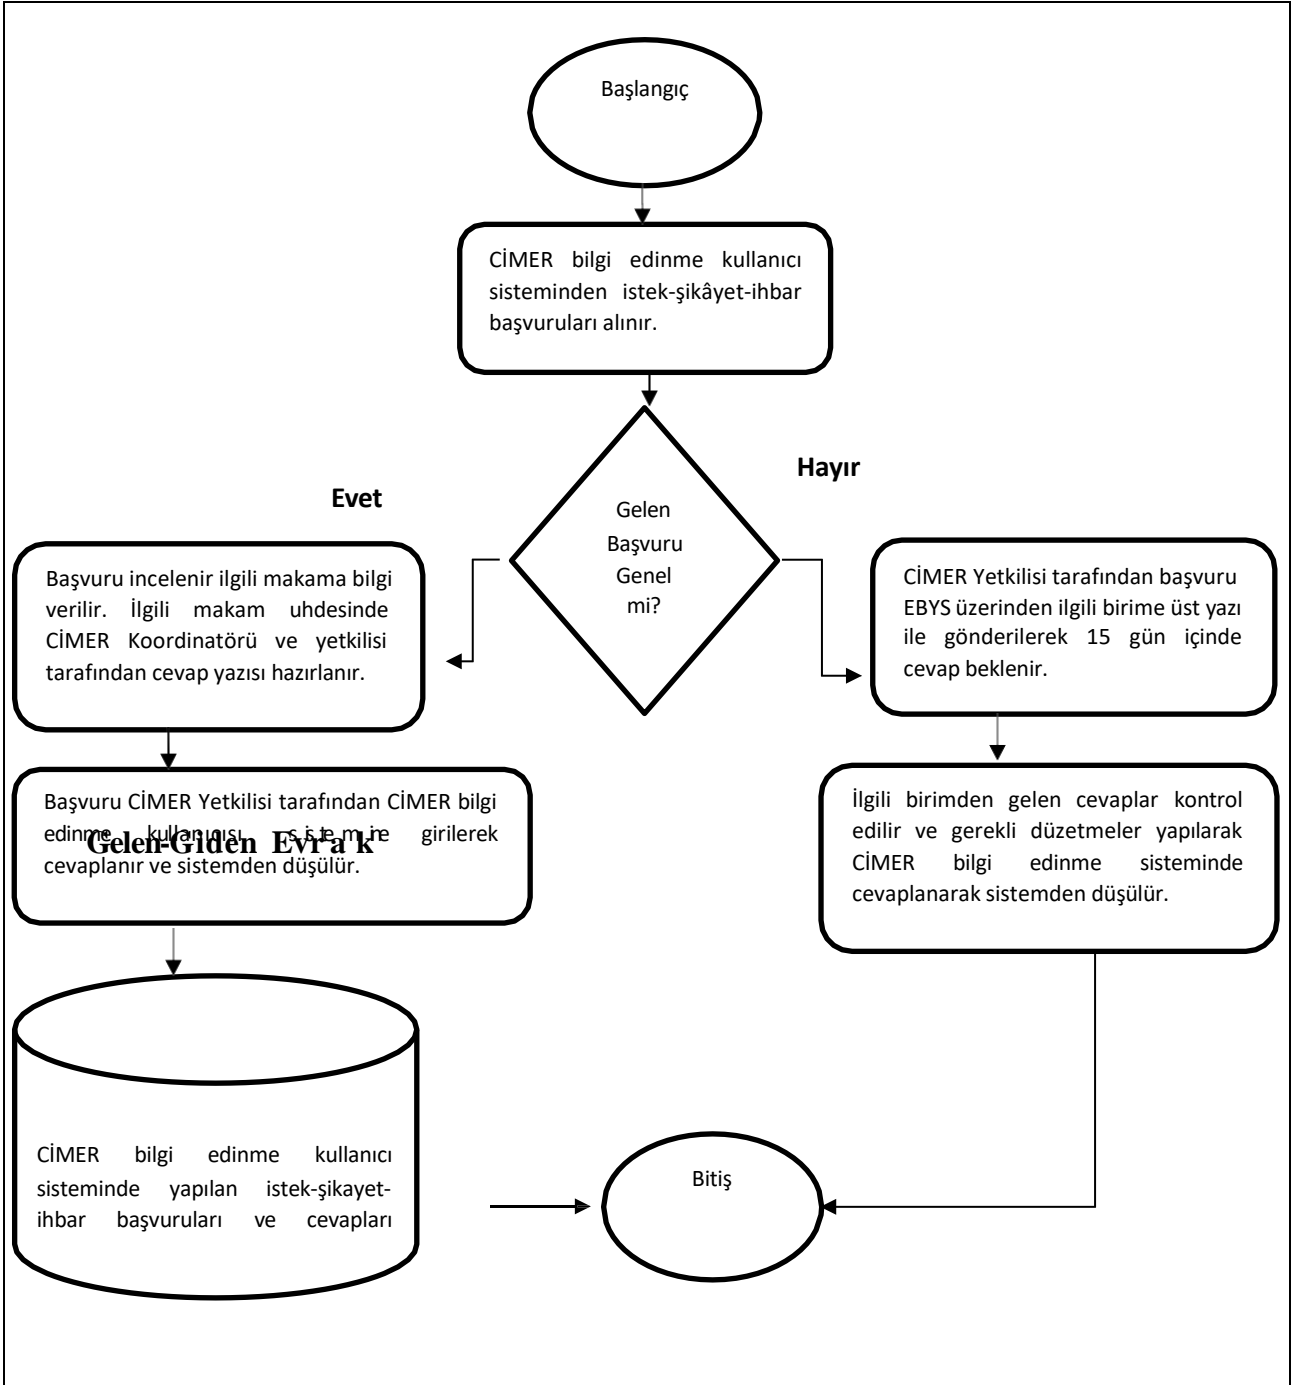 Başlangıç
CİMER bilgi edinme kullanıcı
sisteminden istek-şikâyet-ihbar
başvuruları alınır.
Hayır
Evet
Gelen
Başvuru
Genel
mi?
Başvuru incelenir ilgili makama bilgi
verilir. İlgili makam uhdesinde
CİMER Koordinatörü ve yetkilisi
tarafından cevap yazısı hazırlanır.
CİMER Yetkilisi tarafından başvuru
EBYS üzerinden ilgili birime üst yazı
ile gönderilerek 15 gün içinde
cevap beklenir.
Başvuru CİMER Yetkilisi tarafından CİMER bilgi
edinme girilerek
Gelen-Giden Evrak
cevaplanır ve sistemden düşülür.
İlgili birimden gelen cevaplar kontrol
edilir ve gerekli düzetmeler yapılarak
CİMER bilgi edinme sisteminde
cevaplanarak sistemden düşülür.
CİMER bilgi edinme kullanıcı
sisteminde yapılan istek-şikayet-
ihbar başvuruları ve cevapları
Bitiş